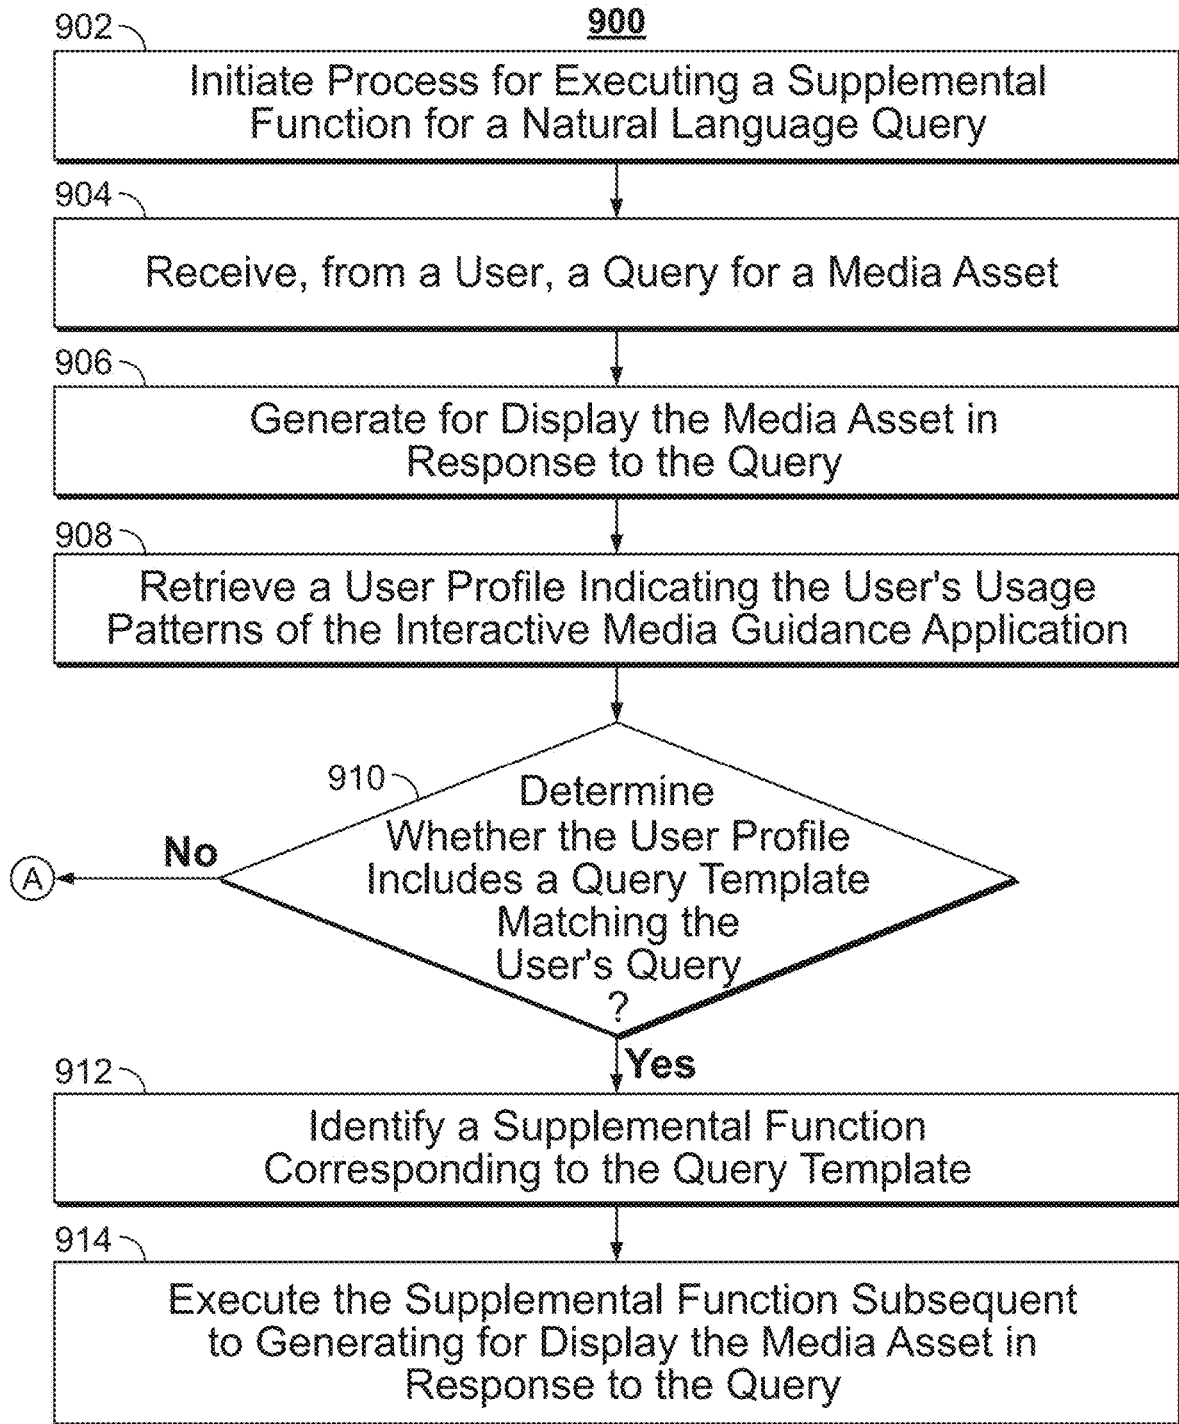 900
902
Initiate Process for Executing a Supplemental
Function for a Natural Language Query
904
Receive, from a User, a Query for a Media Asset
906
Generate for Display the Media Asset in
Response to the Query
908
Retrieve a User Profile Indicating the User's Usage
Patterns of the Interactive Media Guidance Application
910
Determine
Whether the User Profile
Includes a Query Template
Matching the
User's Query
?
No
A
Yes
912
Identify a Supplemental Function
Corresponding to the Query Template
914
Execute the Supplemental Function Subsequent
to Generating for Display the Media Asset in
Response to the Query